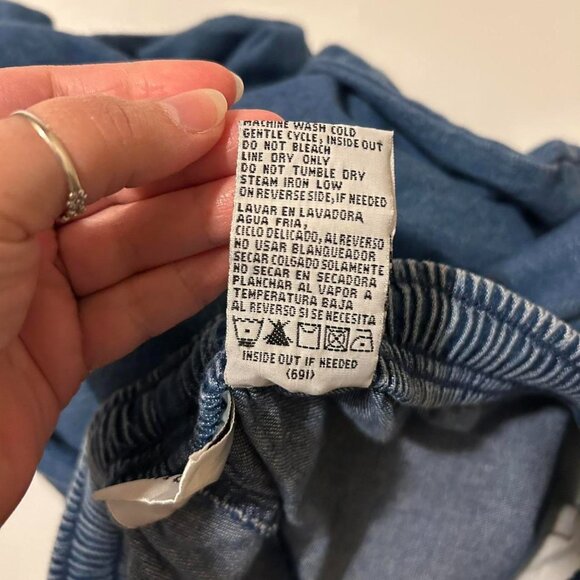 MACHINE WASH COLD
GENTLE CYCLE, INSIDE OUT
DO NOT BLEACH
LINE DRY ONLY
DO NOT TUMBLE DRY
STEAM IRON LOW
ON REVERSE SIDE, IF NEEDED
LAVAR EN LAVADORA
AGUA FRIA,
CICLO DELICADO, AL REVERSO
NO USAR BLANQUEADOR
SECAR COLGADO SOLAMENTE
NO SECAR EN SECADORA
PLANCHAR AL VAPOR A
TEMPERATURA BAJA
AL REVERSO SI SE NECESITA
INSIDE OUT IF NEEDED
(691)